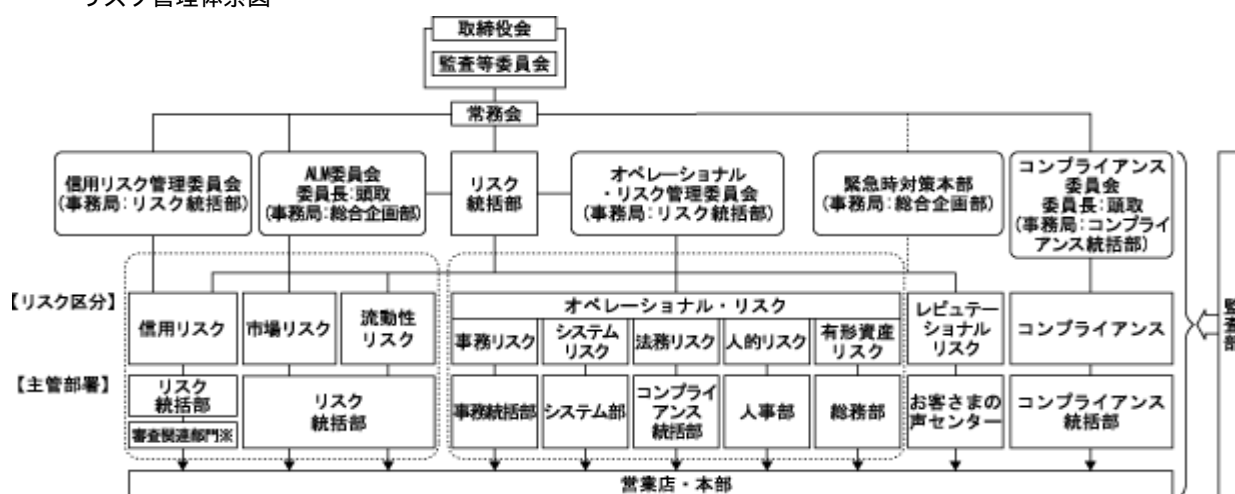 リスク管理体系図
取締役会
監査等委員会
常務会
信用リスク管理委員会
(事務局:リスク統括部)
ALM委員会
委員長:頭取
(事務局:総合企画部)
リスク
統括部
オペレーショナル
・リスク管理委員会
(事務局:リスク統括部)
緊急時対策本部
(事務局:総合企画部)
コンプライアンス
委員会
委員長:頭取
(事務局:コンプライ
アンス統括部)
【リスク区分】
信用リスク
市場リスク
流動性
リスク
オペレーショナル・リスク
事務リスク
システム
リスク
法務リスク
人的リスク
有形資産
リスク
レピュテー
ショナル
リスク
コンプライアンス
監査部
【主管部署】
リスク
統括部
審査関連部門※
リスク
統括部
事務統括部
システム部
コンプライ
アンス
統括部
人事部
総務部
お客さまの
声センター
コンプライアンス
統括部
営業店・本部